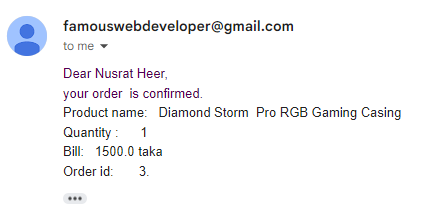 famouswebdeveloper@gmail.com
to me
Dear Nusrat Heer,
your order  is confirmed.
Product name:   Diamond Storm  Pro RGB Gaming Casing
Quantity :      1
Bill:   1500.0 taka
Order id:       3.